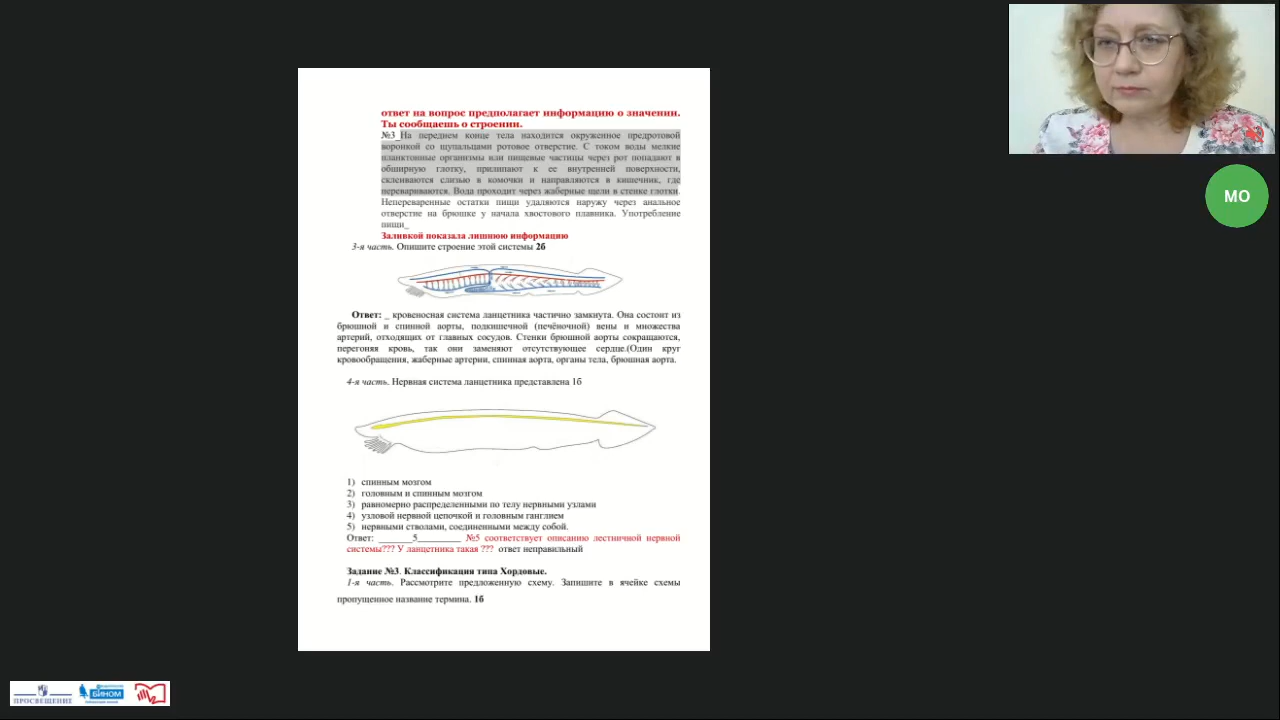 ответ на вопрос предполагает информацию о значении.
Ты сообщаешь о строении.
№3_На переднем конце тела находится окруженное предротовой
воронкой со щупальцами ротовое отверстие. С током воды мелкие
планктонные организмы или пищевые частицы через рот попадают в
обширную глотку, прилипают к ее внутренней поверхности,
склеиваются слизью в комочки и направляются в кишечник, где
перевариваются. Вода проходит через жаберные щели в стенке глотки.
Непереваренные остатки пищи удаляются наружу через анальное
отверстие на брюшке у начала хвостового плавника. Употребление
пищи_
Заливкой показала лишнюю информацию
3-я часть. Опишите строение этой системы 2б
Ответ: _ кровеносная система ланцетника частично замкнута. Она состоит из
брюшной и спинной аорты, подкишечной (печёночной) вены и множества
артерий, отходящих от главных сосудов. Стенки брюшной аорты сокращаются,
перегоняя кровь, так они заменяют отсутствующее сердце.(Один круг
кровообращения, жаберные артерии, спинная аорта, органы тела, брюшная аорта.
4-я часть. Нервная система ланцетника представлена 1б
1) спинным мозгом
2) головным и спинным мозгом
3) равномерно распределенными по телу нервными узлами
4) узловой нервной цепочкой и головным ганглием
5) нервными стволами, соединенными между собой.
Ответ: _______5_________ №5 соответствует описанию лестничной нервной
системы??? У ланцетника такая ??? ответ неправильный
Задание №3. Классификация типа Хордовые.
1-я часть. Рассмотрите предложенную схему. Запишите в ячейке схемы
пропущенное название термина. 1б
МО
ПРОСВЕЩЕНИЕ
БИНОМ